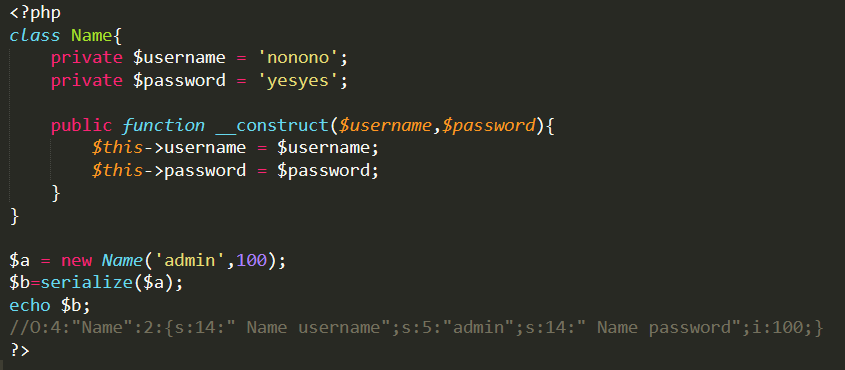 <?php
class Name{
    private $username = 'nonono';
    private $password = 'yesyes';
    public function __construct($username,$password){
        $this->username = $username;
        $this->password = $password;
    }
}
$a = new Name('admin',100);
$b=serialize($a);
echo $b;
//O:4:"Name":2:{s:14:" Name username";s:5:"admin";s:14:" Name password";i:100;}
?>